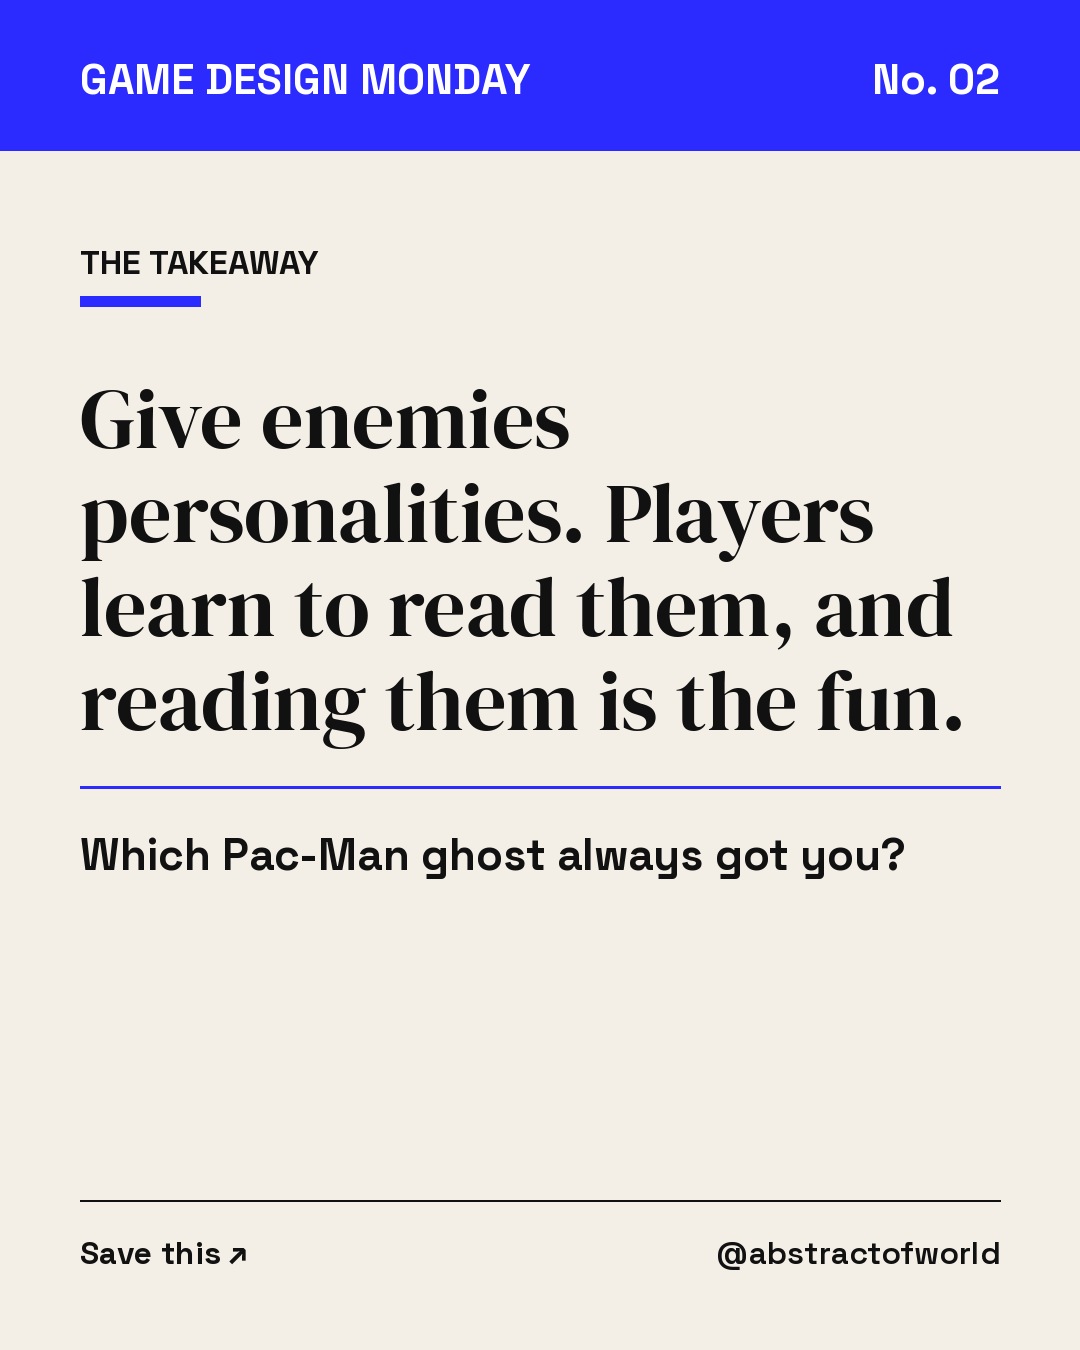 GAME DESIGN MONDAY No. 02
THE TAKEAWAY
Give enemies
personalities. Players
learn to read them, and
reading them is the fun.
Which Pac-Man ghost always got you?
Save this ↗ @abstractofworld